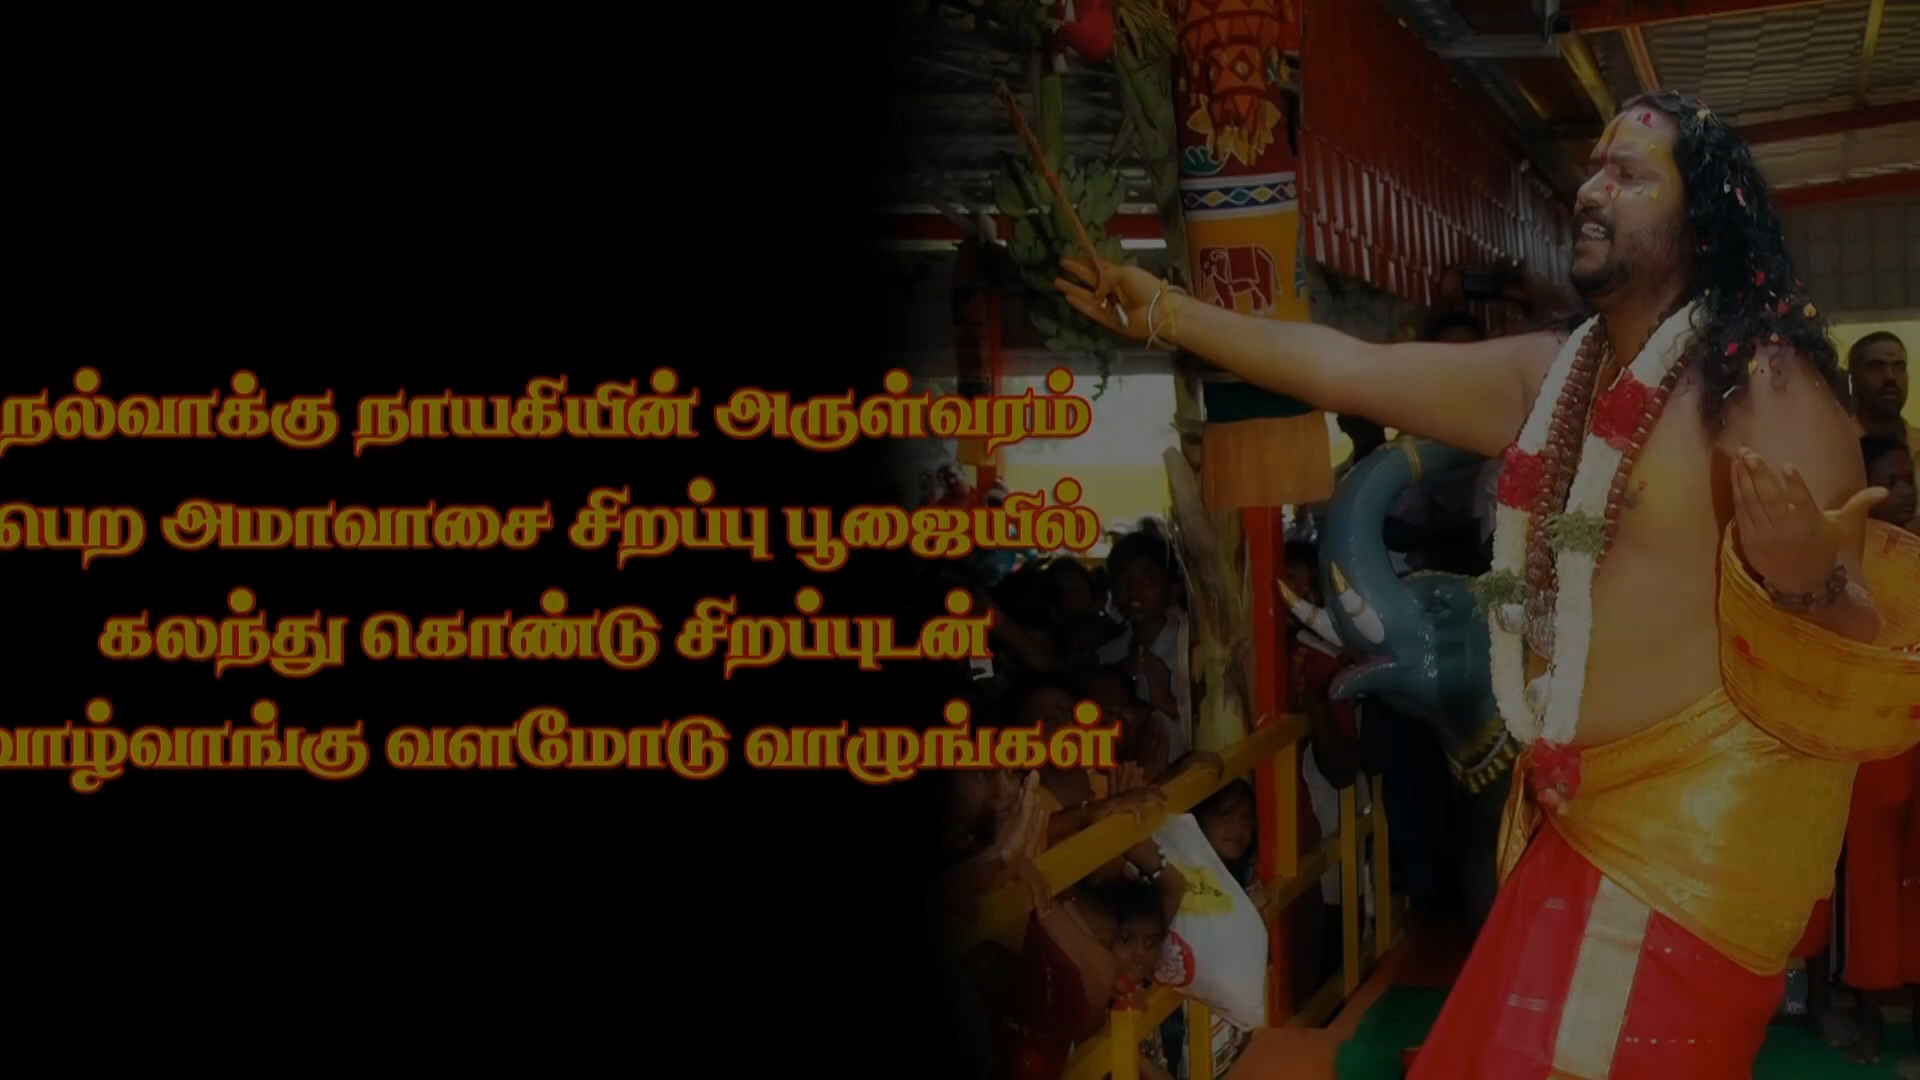 நல்வாக்கு நாயகியின் அருள்வரம்
பெற அமாவாசை சிறப்பு பூஜையில்
கலந்து கொண்டு சிறப்புடன்
வாழ்வாங்கு வளமோடு வாழுங்கள்